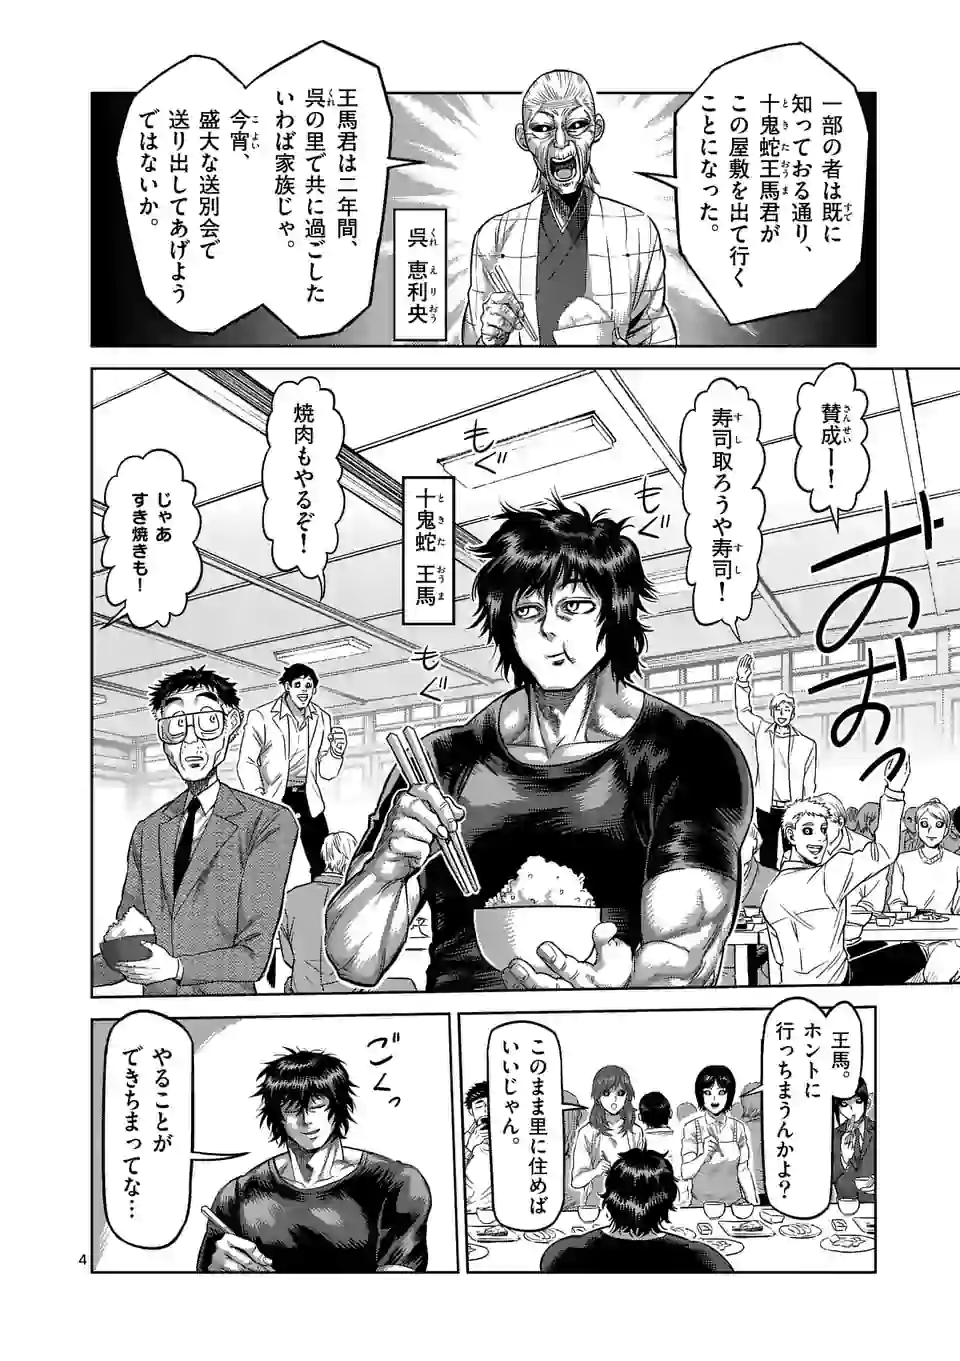 一部の者は既に
知っておる通り、
十鬼蛇王馬君が
この屋敷を出て行く
ことになった。
王馬君は二年間、
呉の里で共に過ごした
いわば家族じゃ。
今宵、
盛大な送別会で
送り出してあげよう
ではないか。
呉 恵利央
賛成ー！
寿司取ろうや寿司！
おおおっ
もぐ
もぐ
十鬼蛇 王馬
焼肉もやるぞ！
じゃあ
すき焼きも！
王馬。
ホントに
行っちまうんかよ？
このまま里に住めば
いいじゃん。
ごくん
やることが
できちまってな…
4